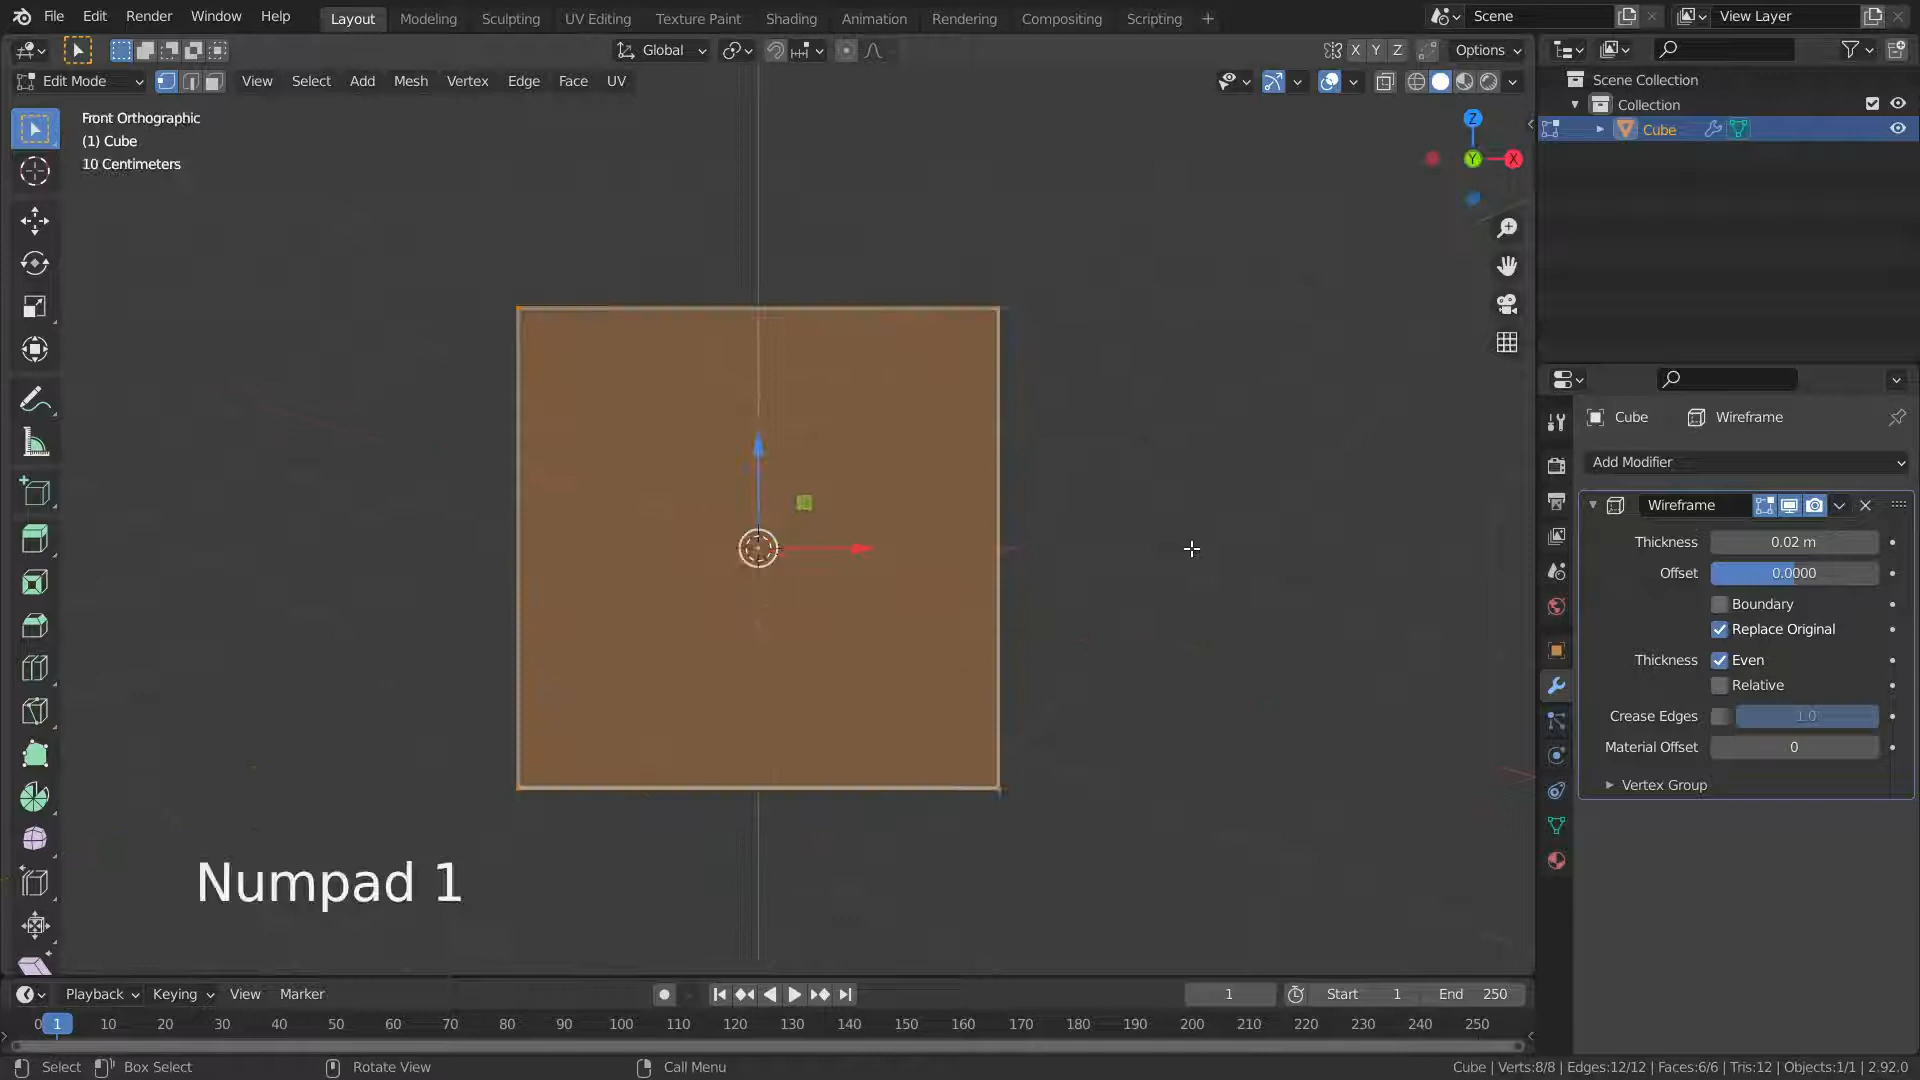 File Edit Render Window Help Layout Modeling Sculpting UV Editing Texture Paint Shading Animation Rendering Compositing Scripting + Scene View Layer
Global X Y Z Options
Edit Mode View Select Add Mesh Vertex Edge Face UV
Scene Collection
Collection
Cube
Front Orthographic
(1) Cube
10 Centimeters
Z
Y
X
Cube Wireframe
Add Modifier
Wireframe
Thickness 0.02 m
Offset 0.0000
Boundary
Replace Original
Thickness Even
Relative
Crease Edges 1.0
Material Offset 0
Vertex Group
Numpad 1
Playback Keying View Marker 1 Start 1 End 250
0 1 10 20 30 40 50 60 70 80 90 100 110 120 130 140 150 160 170 180 190 200 210 220 230 240 250
Select Box Select Rotate View Call Menu Cube | Verts:8/8 | Edges:12/12 | Faces:6/6 | Tris:12 | Objects:1/1 | 2.92.0